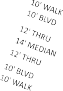 10' WALK
10' BLVD
12' THRU
14' MEDIAN
12' THRU
10' BLVD
10' WALK